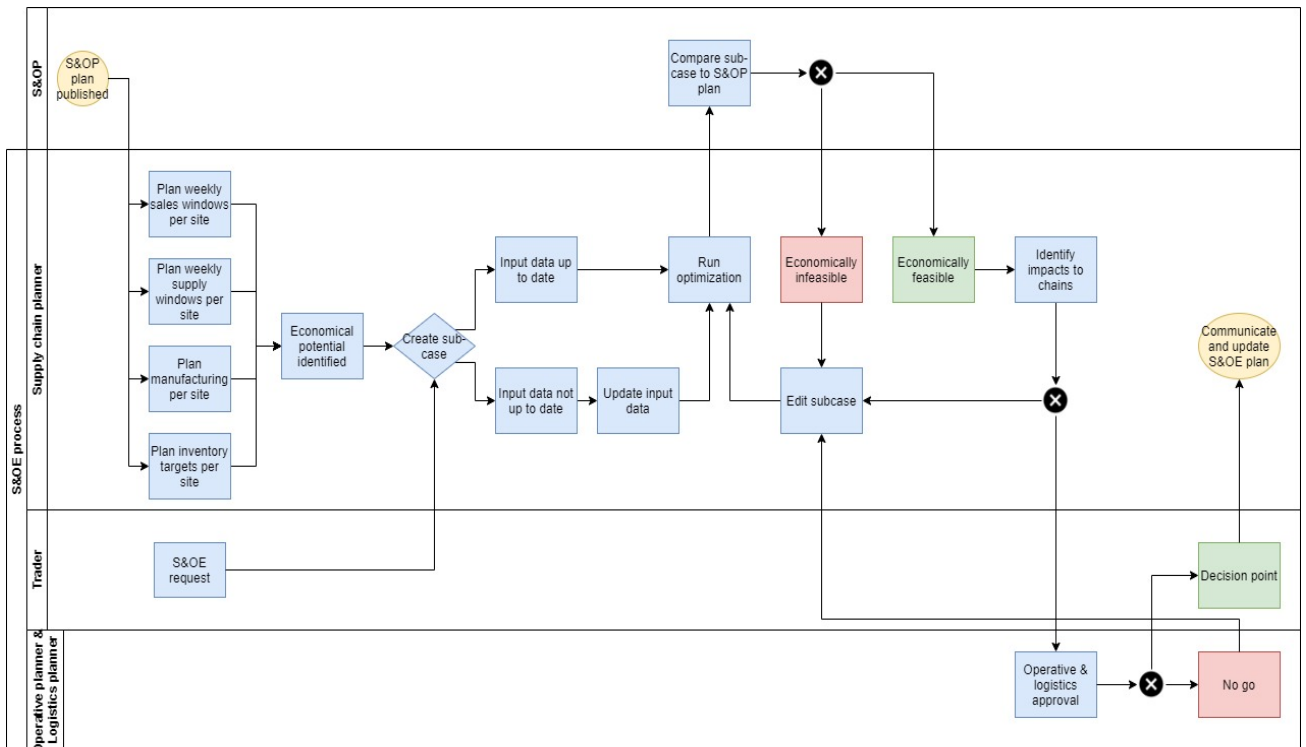 S&OP
S&OP
plan
published
Compare sub-
case to S&OP
plan
S&OE process
Supply chain planner
Plan weekly
sales windows
per site
Plan weekly
supply
windows per
site
Plan
manufacturing
per site
Plan inventory
targets per
site
Economical
potential
identified
Create sub-
case
Input data up
to date
Input data not
up to date
Update input
data
Run
optimization
Economically
infeasible
Economically
feasible
Identify
impacts to
chains
Edit subcase
Communicate
and update
S&OE plan
Trader
S&OE
request
Decision point
Operative planner &
Logistics planner
Operative &
logistics
approval
No go